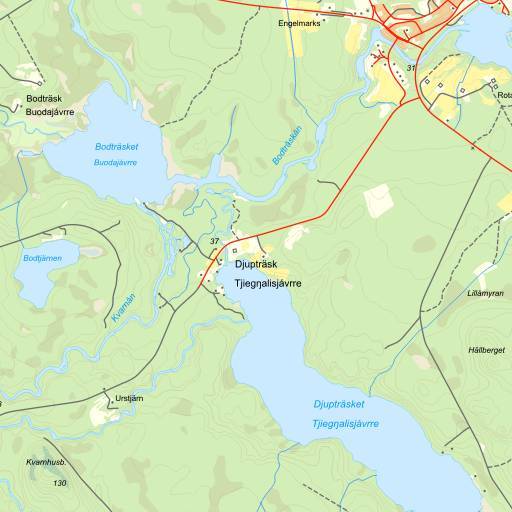 Engelmarks
31
Bodträsk
Buodajávrre
Rota
Bodträsket
Buodajávrre
Bodträskån
37
Bodtjärnen
Djupträsk
Tjiegŋalisjávrre
Kvarnån
Lillåmyran
Hällberget
Urstjärn
Djupträsket
Tjiegŋalisjávrre
3
Kvarnhusb.
130